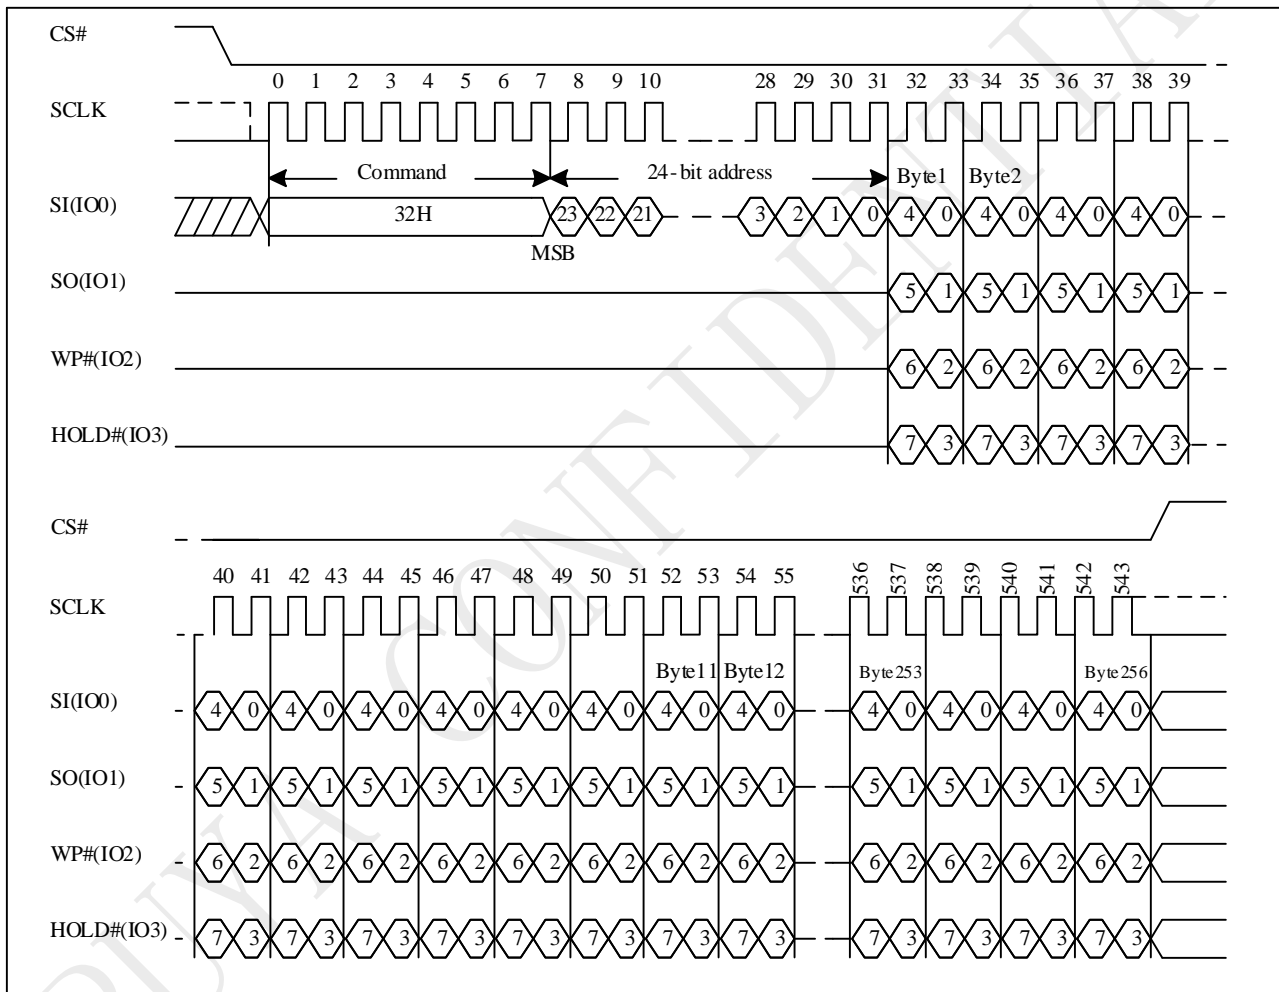 CS#
0 1 2 3 4 5 6 7 8 9 10 28 29 30 31 32 33 34 35 36 37 38 39
SCLK
Command 24-bit address Byte1 Byte2
SI(IO0) 32H 23 22 21 3 2 1 0 4 0 4 0 4 0 4 0
MSB
SO(IO1) 5 1 5 1 5 1 5 1
WP#(IO2) 6 2 6 2 6 2 6 2
HOLD#(IO3) 7 3 7 3 7 3 7 3
CS#
40 41 42 43 44 45 46 47 48 49 50 51 52 53 54 55 536 537 538 539 540 541 542 543
SCLK
Byte11 Byte12 Byte253 Byte256
SI(IO0) 4 0 4 0 4 0 4 0 4 0 4 0 4 0 4 0 4 0 4 0 4 0 4 0
SO(IO1) 5 1 5 1 5 1 5 1 5 1 5 1 5 1 5 1 5 1 5 1 5 1 5 1
WP#(IO2) 6 2 6 2 6 2 6 2 6 2 6 2 6 2 6 2 6 2 6 2 6 2 6 2
HOLD#(IO3) 7 3 7 3 7 3 7 3 7 3 7 3 7 3 7 3 7 3 7 3 7 3 7 3
PUYA CONFIDENTIA